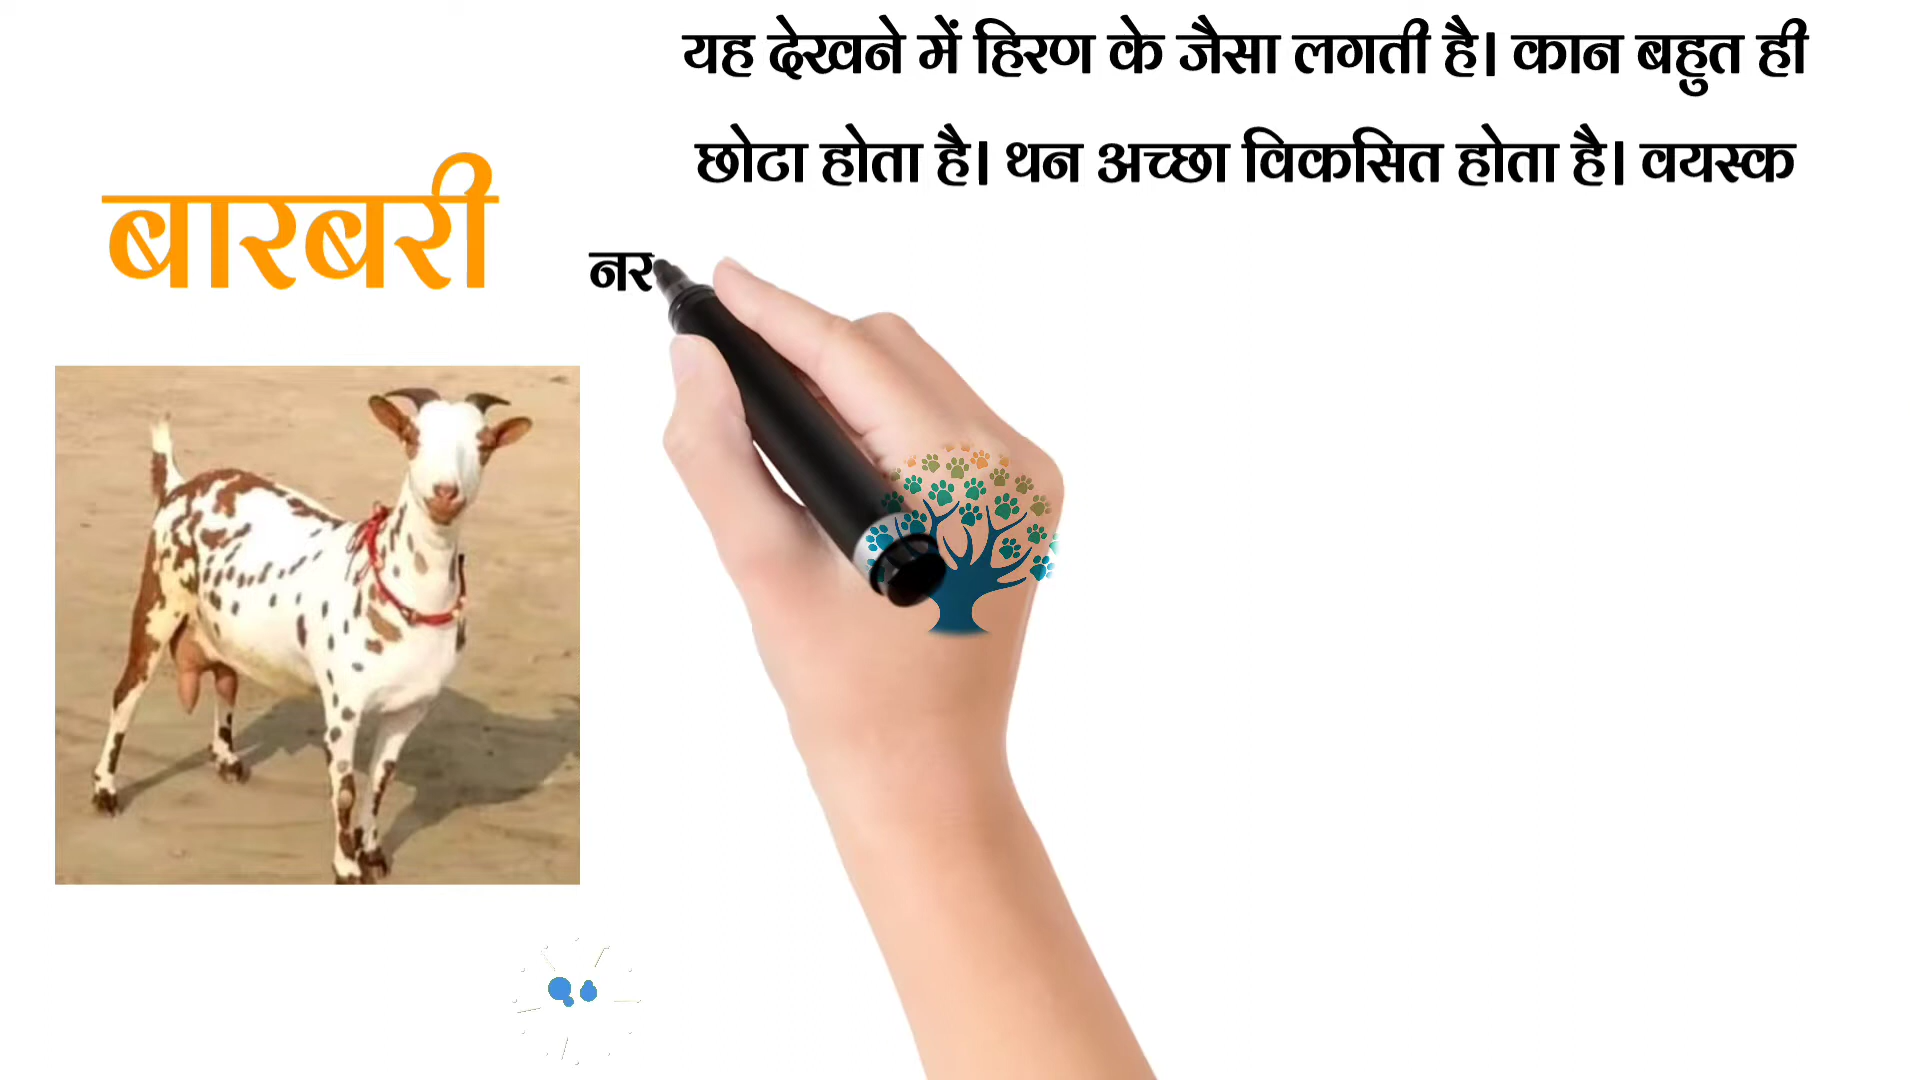 यह देखने में हिरण के जैसा लगती है। कान बहुत ही
छोटा होता है। थन अच्छा विकसित होता है। वयस्क
नर
बारबरी